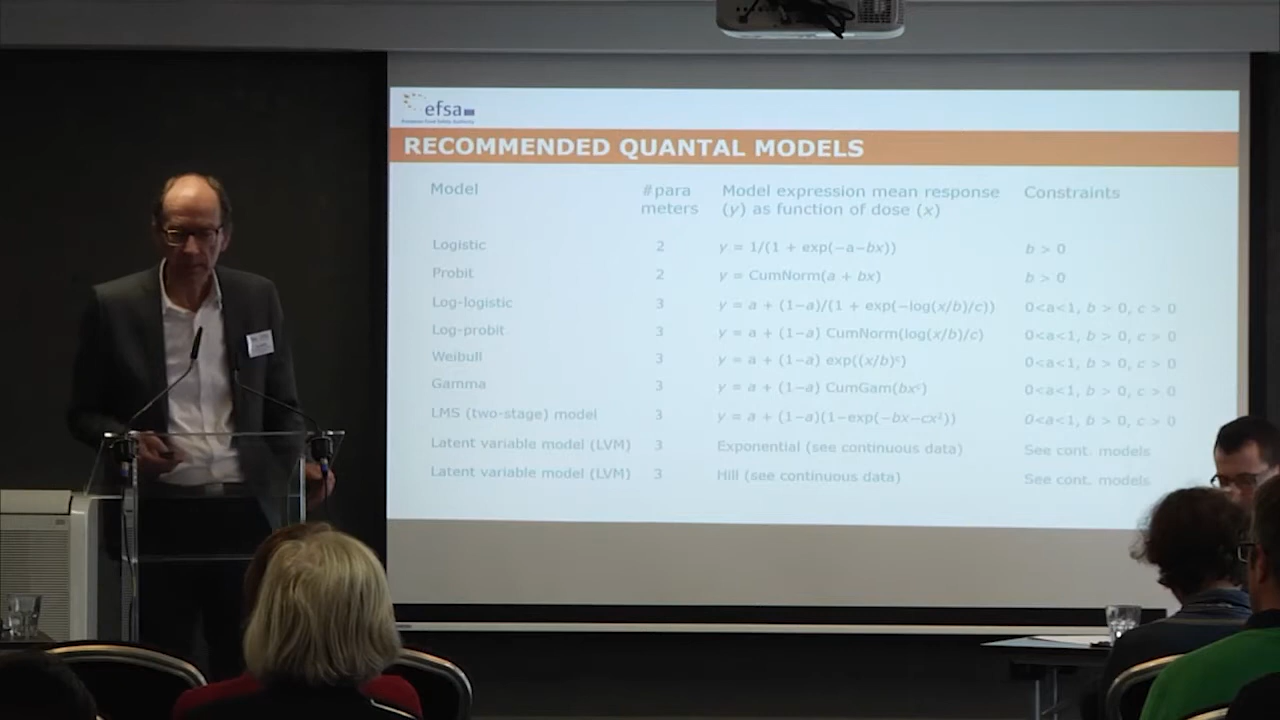 efsa
European Food Safety Authority
RECOMMENDED QUANTAL MODELS
Model #para meters Model expression mean response (y) as function of dose (x) Constraints
Logistic 2 y = 1/(1 + exp(−a−bx)) b > 0
Probit 2 y = CumNorm(a + bx) b > 0
Log-logistic 3 y = a + (1−a)/(1 + exp(−log(x/b)/c)) 0<a<1, b > 0, c > 0
Log-probit 3 y = a + (1−a) CumNorm(log(x/b)/c) 0<a<1, b > 0, c > 0
Weibull 3 y = a + (1−a) exp((x/b)ᶜ) 0<a<1, b > 0, c > 0
Gamma 3 y = a + (1−a) CumGam(bxᶜ) 0<a<1, b > 0, c > 0
LMS (two-stage) model 3 y = a + (1−a)(1−exp(−bx−cx²)) 0<a<1, b > 0, c > 0
Latent variable model (LVM) 3 Exponential (see continuous data) See cont. models
Latent variable model (LVM) 3 Hill (see continuous data) See cont. models